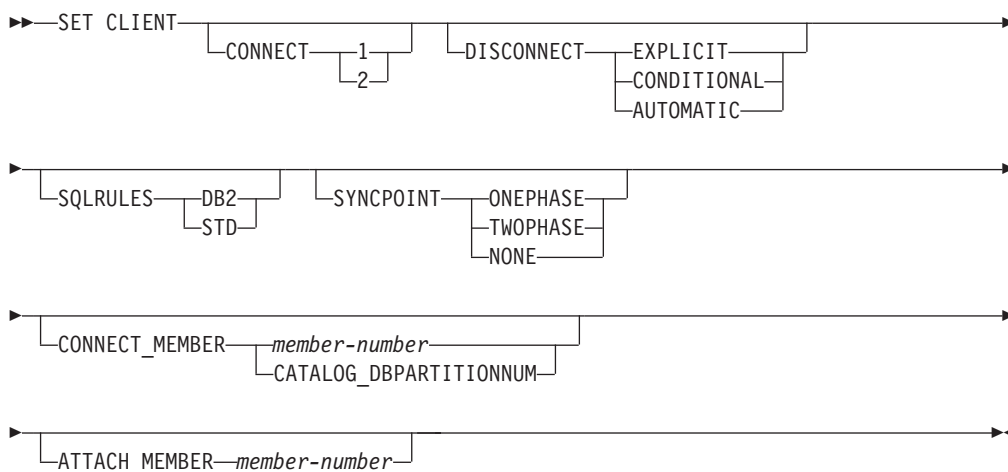 SET CLIENT
CONNECT 1 DISCONNECT EXPLICIT
2 CONDITIONAL
AUTOMATIC
SQLRULES DB2 SYNCPOINT ONEPHASE
STD TWOPHASE
NONE
CONNECT_MEMBER member-number
CATALOG_DBPARTITIONNUM
ATTACH_MEMBER member-number